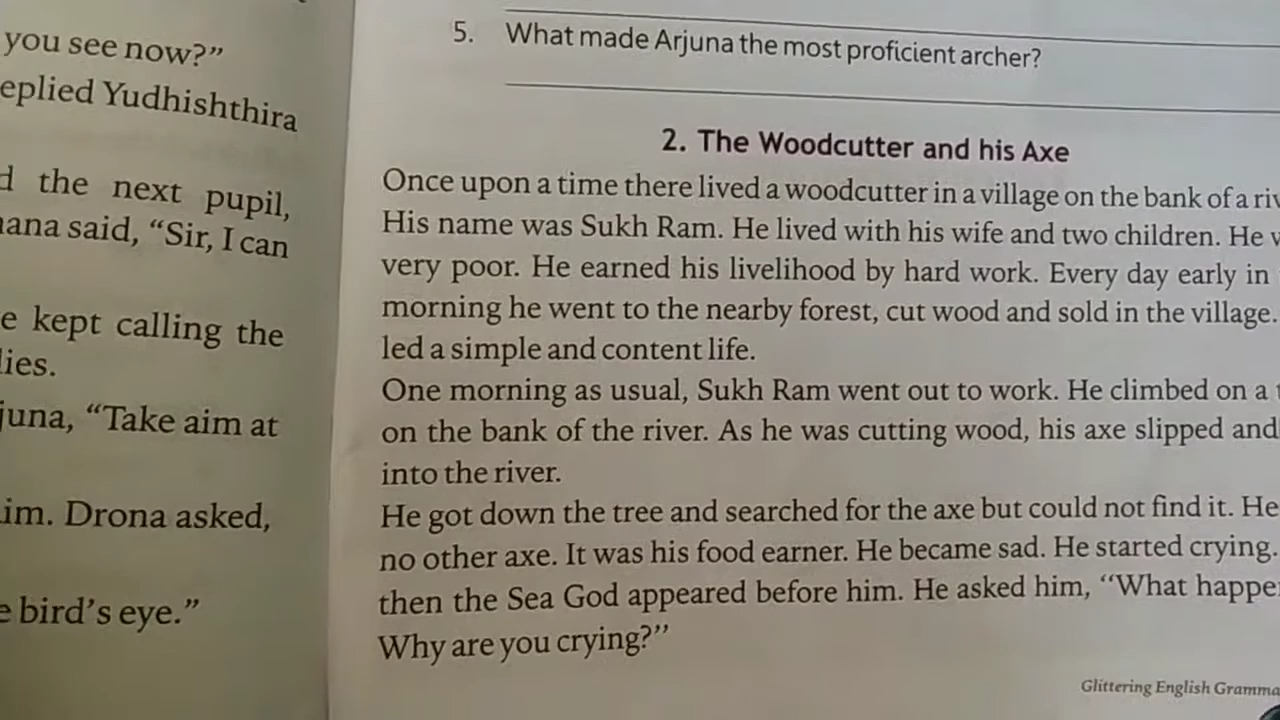 you see now?”
eplied Yudhishthira
d the next pupil,
ana said, “Sir, I can
e kept calling the
lies.
juna, “Take aim at
im. Drona asked,
e bird’s eye.”
5. What made Arjuna the most proficient archer?
2. The Woodcutter and his Axe
Once upon a time there lived a woodcutter in a village on the bank of a riv
His name was Sukh Ram. He lived with his wife and two children. He w
very poor. He earned his livelihood by hard work. Every day early in
morning he went to the nearby forest, cut wood and sold in the village.
led a simple and content life.
One morning as usual, Sukh Ram went out to work. He climbed on a t
on the bank of the river. As he was cutting wood, his axe slipped and
into the river.
He got down the tree and searched for the axe but could not find it. He
no other axe. It was his food earner. He became sad. He started crying.
then the Sea God appeared before him. He asked him, ‘‘What happe
Why are you crying?’’
Glittering English Gramma